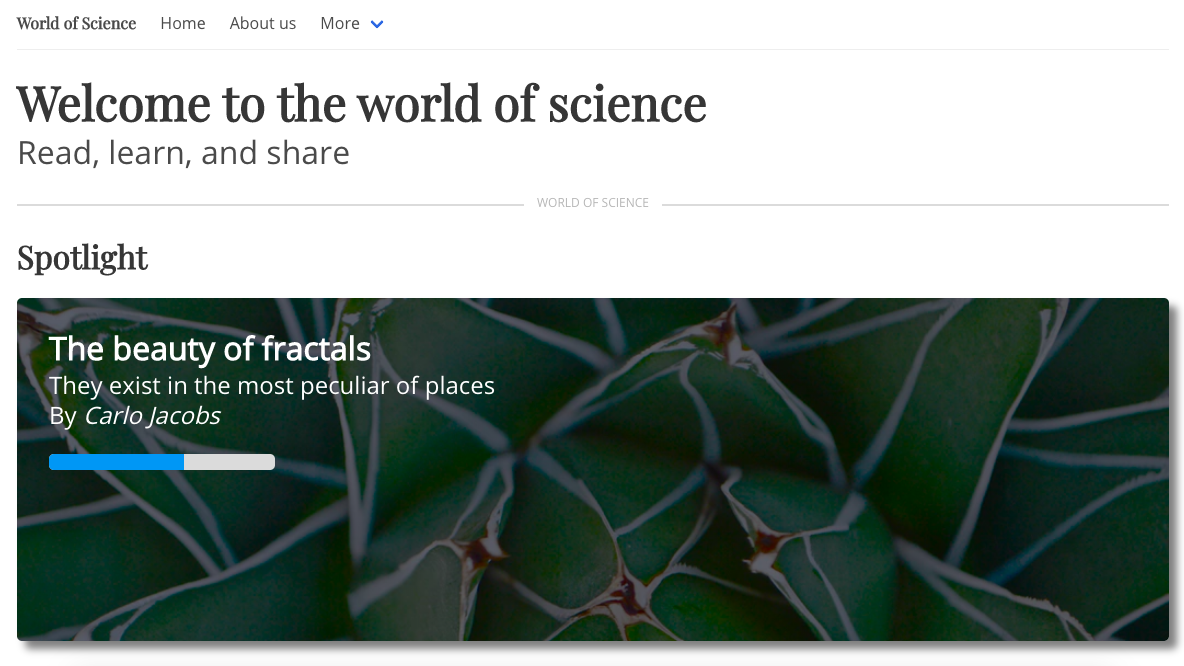 World of Science Home About us More
Welcome to the world of science
Read, learn, and share
WORLD OF SCIENCE
Spotlight
The beauty of fractals
They exist in the most peculiar of places
By Carlo Jacobs